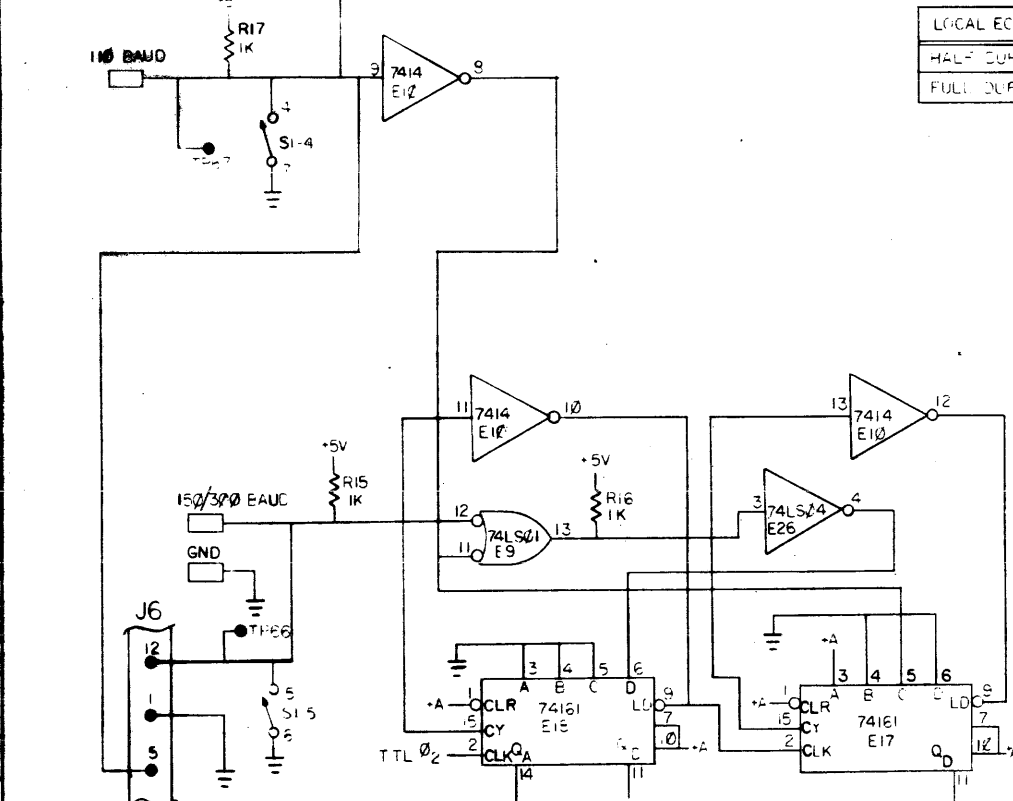 R17
1K
LOCAL EC
110 BAUD
9
7414
E10
8
HALF DUP
FULL DUP
4
S1-4
7
TP67
11
7414
E10
10
13
7414
E10
12
+5V
R15
1K
+5V
R16
1K
150/300 BAUD
12
11
74LS01
E9
13
3
74LS04
E26
4
GND
J6
TP66
12
1
5
5
S1-5
6
3
4
5
6
A
B
C
D
+A
1
CLR
LD
9
15
CY
74161
7
10
+A
TTL Ø2
2
CLK
QA
C
14
11
+A
3
4
5
6
A
B
C
D
+A
1
CLR
LD
9
15
CY
74161
E17
7
2
CLK
QD
10
11